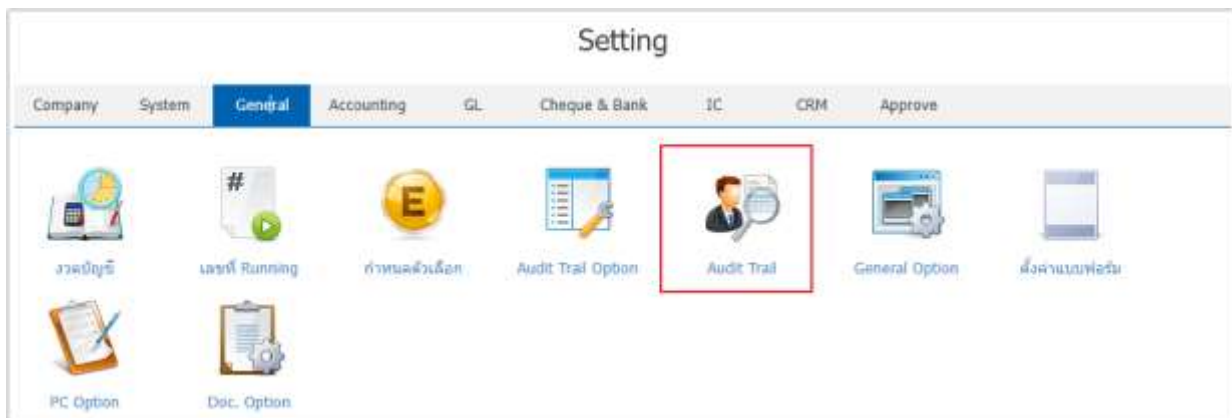 Setting
Company System General Accounting GL Cheque & Bank IC CRM Approve
#
E
งวดบัญชี เลขที่ Running กำหนดตัวเลือก Audit Trail Option Audit Trail General Option ตั้งค่าแบบฟอร์ม
PC Option Doc. Option